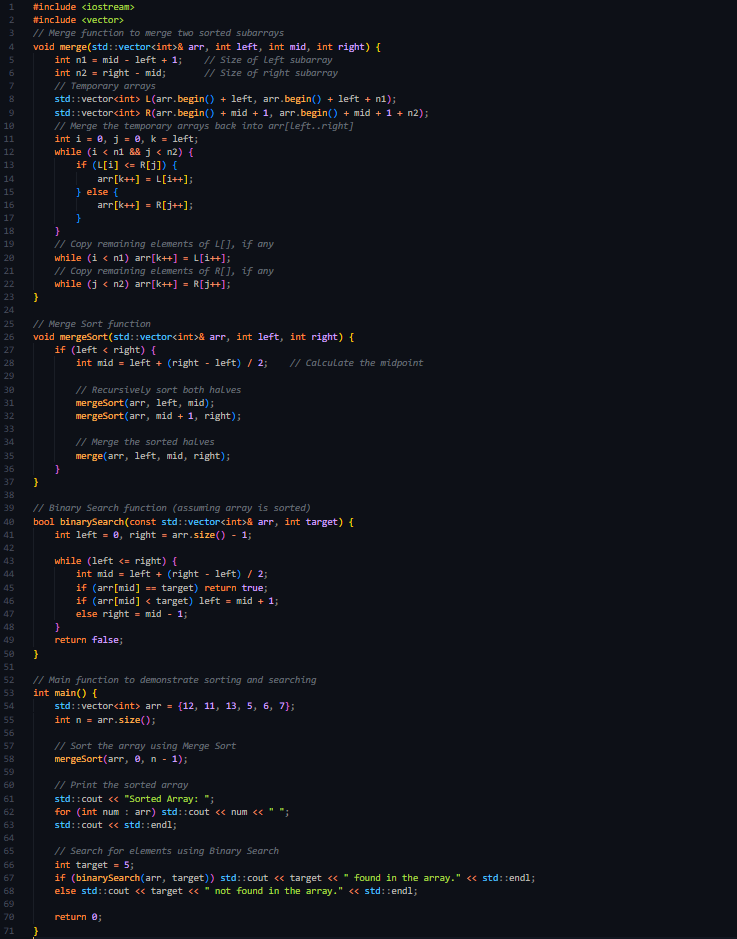 1 #include <iostream>
2 #include <vector>
3 // Merge function to merge two sorted subarrays
4 void merge(std::vector<int>& arr, int left, int mid, int right) {
5     int n1 = mid - left + 1;    // Size of left subarray
6     int n2 = right - mid;       // Size of right subarray
7     // Temporary arrays
8     std::vector<int> L(arr.begin() + left, arr.begin() + left + n1);
9     std::vector<int> R(arr.begin() + mid + 1, arr.begin() + mid + 1 + n2);
10     // Merge the temporary arrays back into arr[left..right]
11     int i = 0, j = 0, k = left;
12     while (i < n1 && j < n2) {
13         if (L[i] <= R[j]) {
14             arr[k++] = L[i++];
15         } else {
16             arr[k++] = R[j++];
17         }
18     }
19     // Copy remaining elements of L[], if any
20     while (i < n1) arr[k++] = L[i++];
21     // Copy remaining elements of R[], if any
22     while (j < n2) arr[k++] = R[j++];
23 }
24
25 // Merge Sort function
26 void mergeSort(std::vector<int>& arr, int left, int right) {
27     if (left < right) {
28         int mid = left + (right - left) / 2;    // Calculate the midpoint
29
30         // Recursively sort both halves
31         mergeSort(arr, left, mid);
32         mergeSort(arr, mid + 1, right);
33
34         // Merge the sorted halves
35         merge(arr, left, mid, right);
36     }
37 }
38
39 // Binary Search function (assuming array is sorted)
40 bool binarySearch(const std::vector<int>& arr, int target) {
41     int left = 0, right = arr.size() - 1;
42
43     while (left <= right) {
44         int mid = left + (right - left) / 2;
45         if (arr[mid] == target) return true;
46         if (arr[mid] < target) left = mid + 1;
47         else right = mid - 1;
48     }
49     return false;
50 }
51
52 // Main function to demonstrate sorting and searching
53 int main() {
54     std::vector<int> arr = {12, 11, 13, 5, 6, 7};
55     int n = arr.size();
56
57     // Sort the array using Merge Sort
58     mergeSort(arr, 0, n - 1);
59
60     // Print the sorted array
61     std::cout << "Sorted Array: ";
62     for (int num : arr) std::cout << num << " ";
63     std::cout << std::endl;
64
65     // Search for elements using Binary Search
66     int target = 5;
67     if (binarySearch(arr, target)) std::cout << target << " found in the array." << std::endl;
68     else std::cout << target << " not found in the array." << std::endl;
69
70     return 0;
71 }